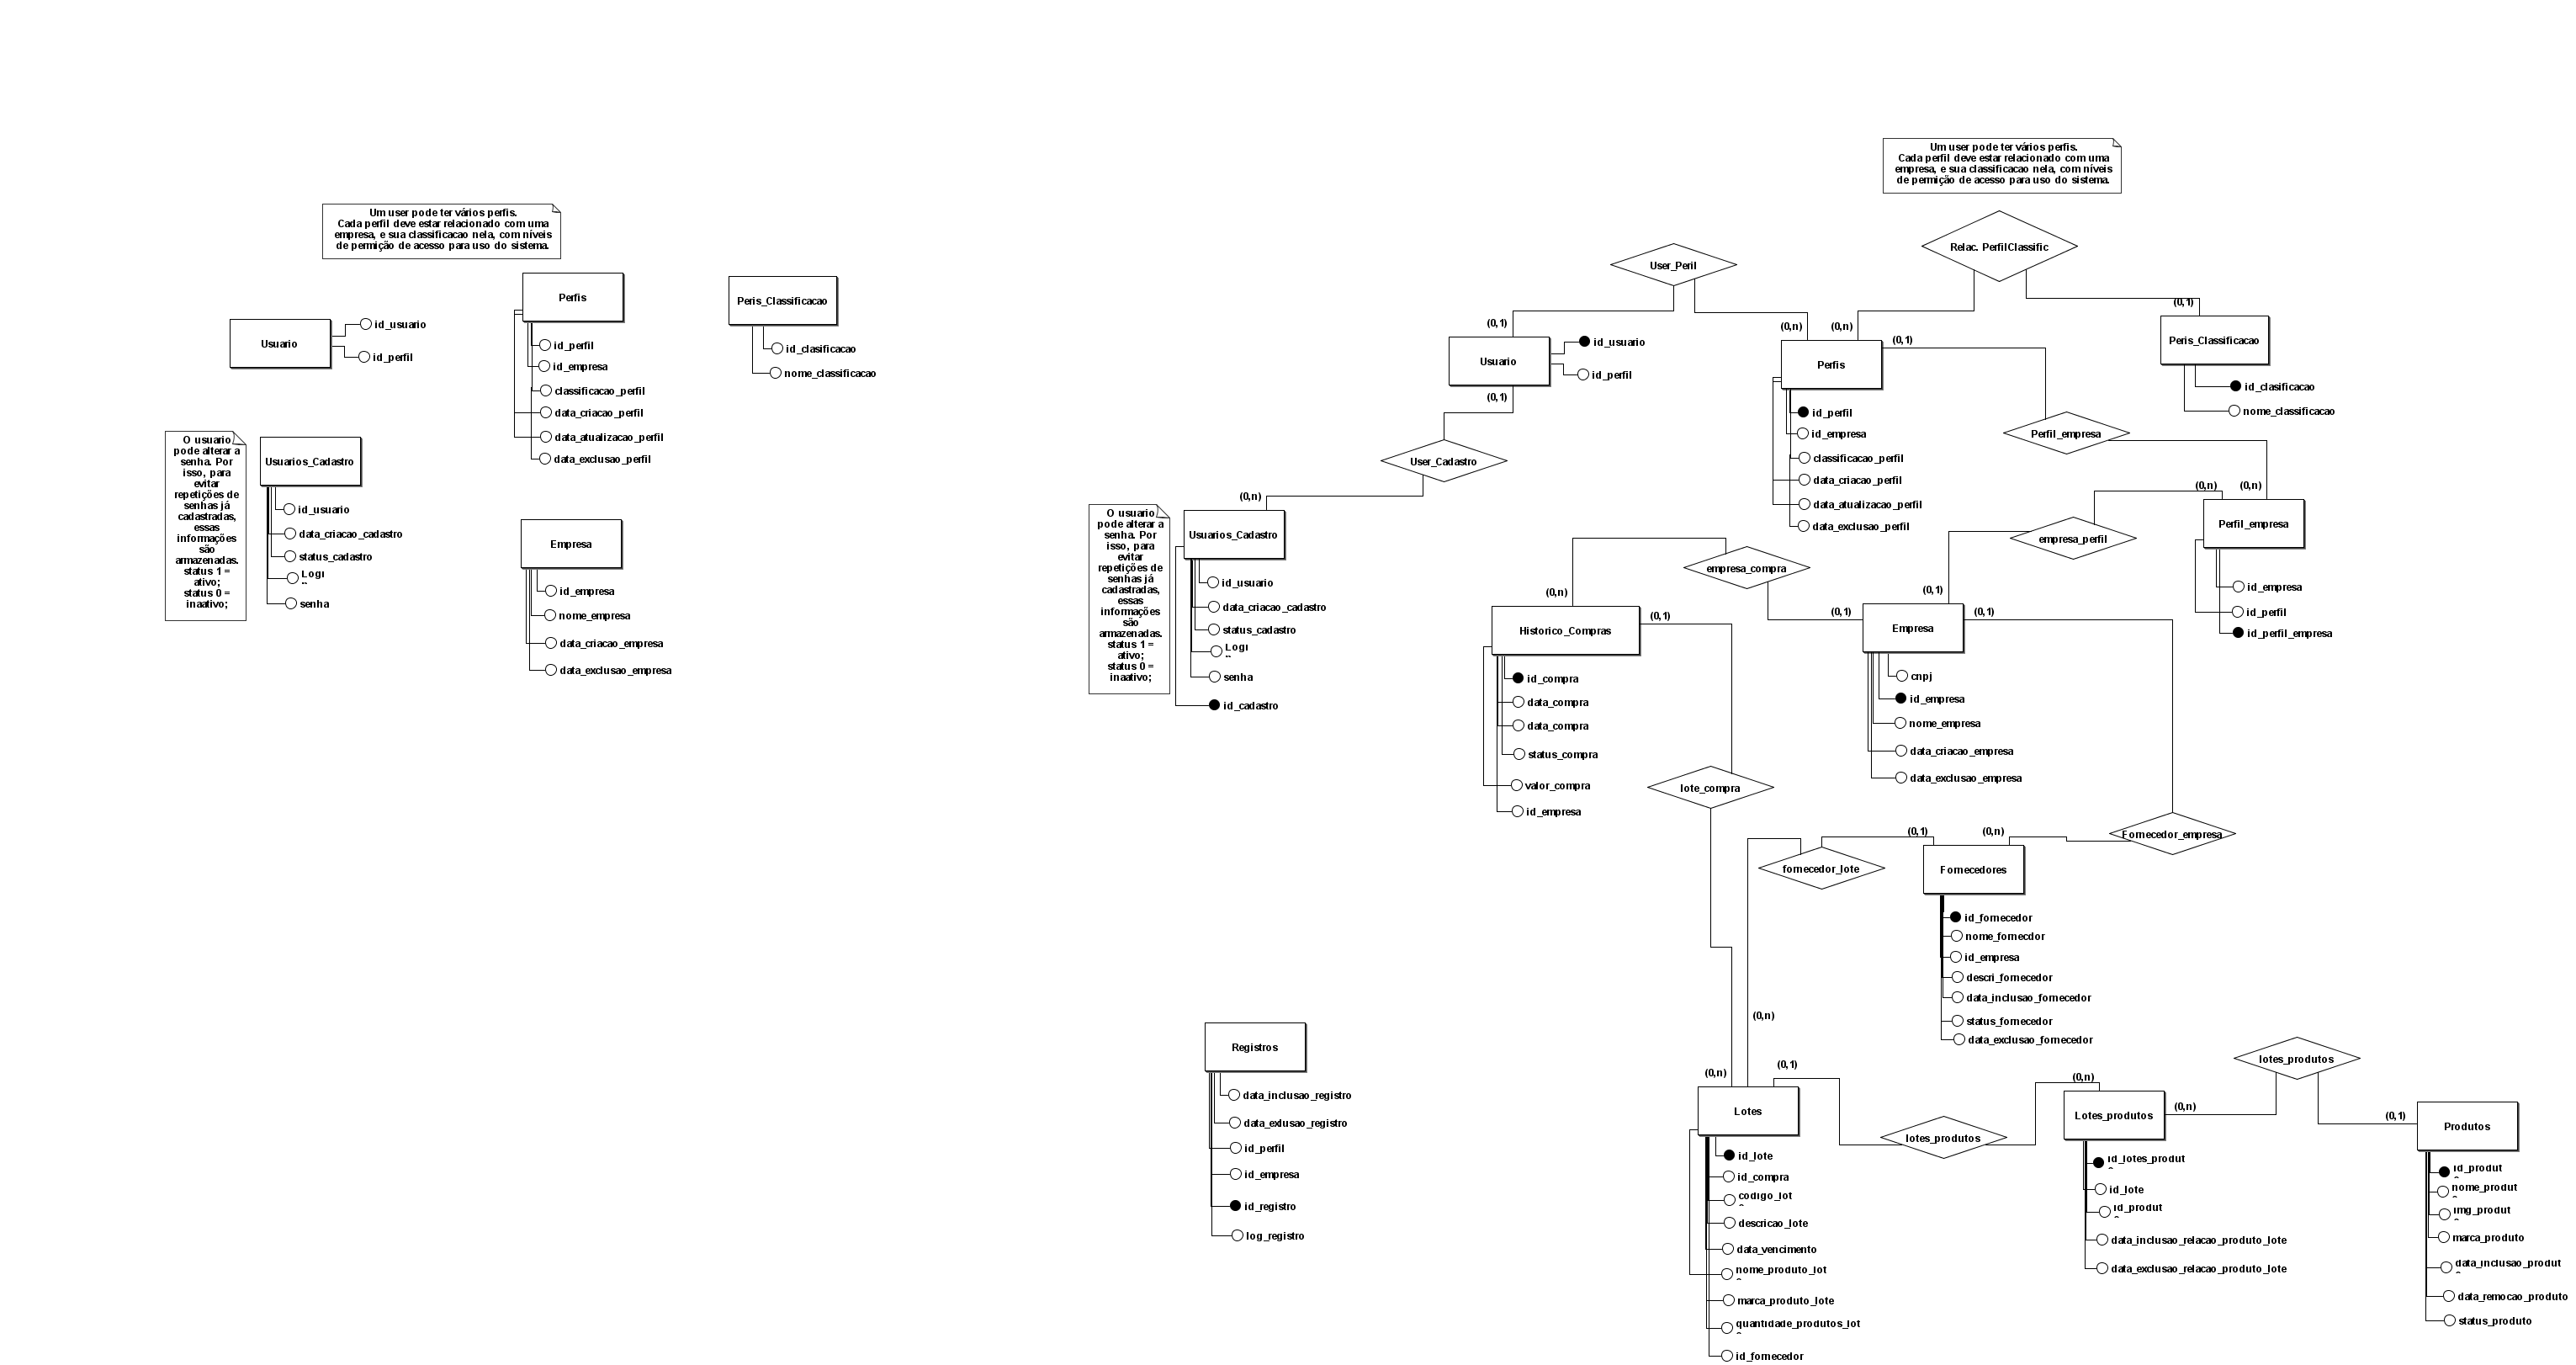 Um user pode ter vários perfis.
Cada perfil deve estar relacionado com uma
empresa, e sua classificacao nela, com níveis
de permição de acesso para uso do sistema.
Perfis
id_perfil
id_empresa
classificacao_perfil
data_criacao_perfil
data_atualizacao_perfil
data_exclusão_perfil
Peris_Classificacao
id_clasificacao
nome_classificacao
Usuario
id_usuario
id_perfil
O usuario
pode alterar a
senha. Por
isso, para
evitar
repetições de
senhas já
cadastradas,
essas
informações
são
armazenadas.
status 1 =
ativo;
status 0 =
inaativo;
Usuarios_Cadastro
id_usuario
data_criacao_cadastro
status_cadastro
Logi
senha
Empresa
id_empresa
nome_empresa
data_criacao_empresa
data_exclusao_empresa
Um user pode ter vários perfis.
Cada perfil deve estar relacionado com uma
empresa, e sua classificacao nela, com níveis
de permição de acesso para uso do sistema.
Relac. PerfilClassific
User_Peril
(0,1)
(0,n)
(0,n)
(0,1)
(0,1)
Usuario
id_usuario
id_perfil
(0,1)
Perfis
id_perfil
id_empresa
classificacao_perfil
data_criacao_perfil
data_atualizacao_perfil
data_exclusão_perfil
Peris_Classificacao
id_clasificacao
nome_classificacao
Perfil_empresa
User_Cadastro
(0,n)
(0,n)
(0,n)
Perfil_empresa
id_empresa
id_perfil
id_perfil_empresa
empresa_perfil
O usuario
pode alterar a
senha. Por
isso, para
evitar
repetições de
senhas já
cadastradas,
essas
informações
são
armazenadas.
status 1 =
ativo;
status 0 =
inaativo;
Usuarios_Cadastro
id_usuario
data_criacao_cadastro
status_cadastro
Logi
senha
id_cadastro
empresa_compra
(0,n)
(0,1)
(0,1)
(0,1)
(0,1)
Historico_Compras
id_compra
data_compra
data_compra
status_compra
valor_compra
id_empresa
Empresa
cnpj
id_empresa
nome_empresa
data_criacao_empresa
data_exclusao_empresa
lote_compra
Fornecedor_empresa
(0,1)
(0,n)
fornecedor_lote
Fornecedores
id_fornecedor
nome_fornecdor
id_empresa
descri_fornecedor
data_inclusao_fornecedor
status_fornecedor
data_exclusao_fornecedor
(0,n)
Registros
data_inclusao_registro
data_exlusao_registro
id_perfil
id_empresa
id_registro
log_registro
(0,n)
(0,1)
Lotes
id_lote
id_compra
codigo_lot
descricao_lote
data_vencimento
nome_produto_lot
marca_produto_lote
quantidade_produtos_lot
id_fornecedor
lotes_produtos
(0,n)
Lotes_produtos
(0,n)
id_lotes_produt
id_lote
id_produt
data_inclusao_relacao_produto_lote
data_exclusão_relacao_produto_lote
lotes_produtos
(0,1)
Produtos
id_produt
nome_produt
img_produt
marca_produto
data_inclusao_produt
data_remocao_produto
status_produto